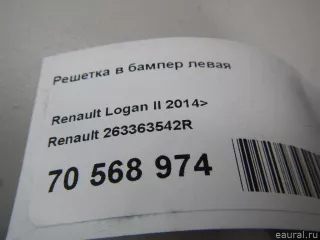 Решетка в бампер левая
Renault Logan II 2014>
Renault 263363542R
70 568 974
eaural.ru